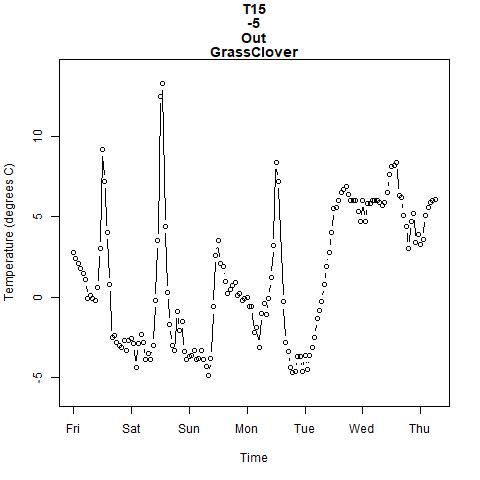 T15
-5
Out
GrassClover
Temperature (degrees C)
10
5
0
-5
Fri Sat Sun Mon Tue Wed Thu
Time